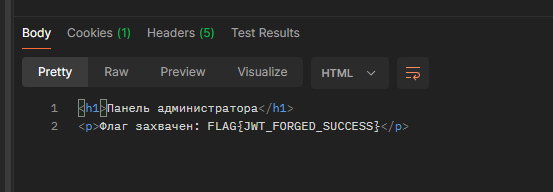 Body Cookies (1) Headers (5) Test Results
Pretty Raw Preview Visualize HTML
1 <h1>Панель администратора</h1>
2 <p>Флаг захвачен: FLAG{JWT_FORGED_SUCCESS}</p>